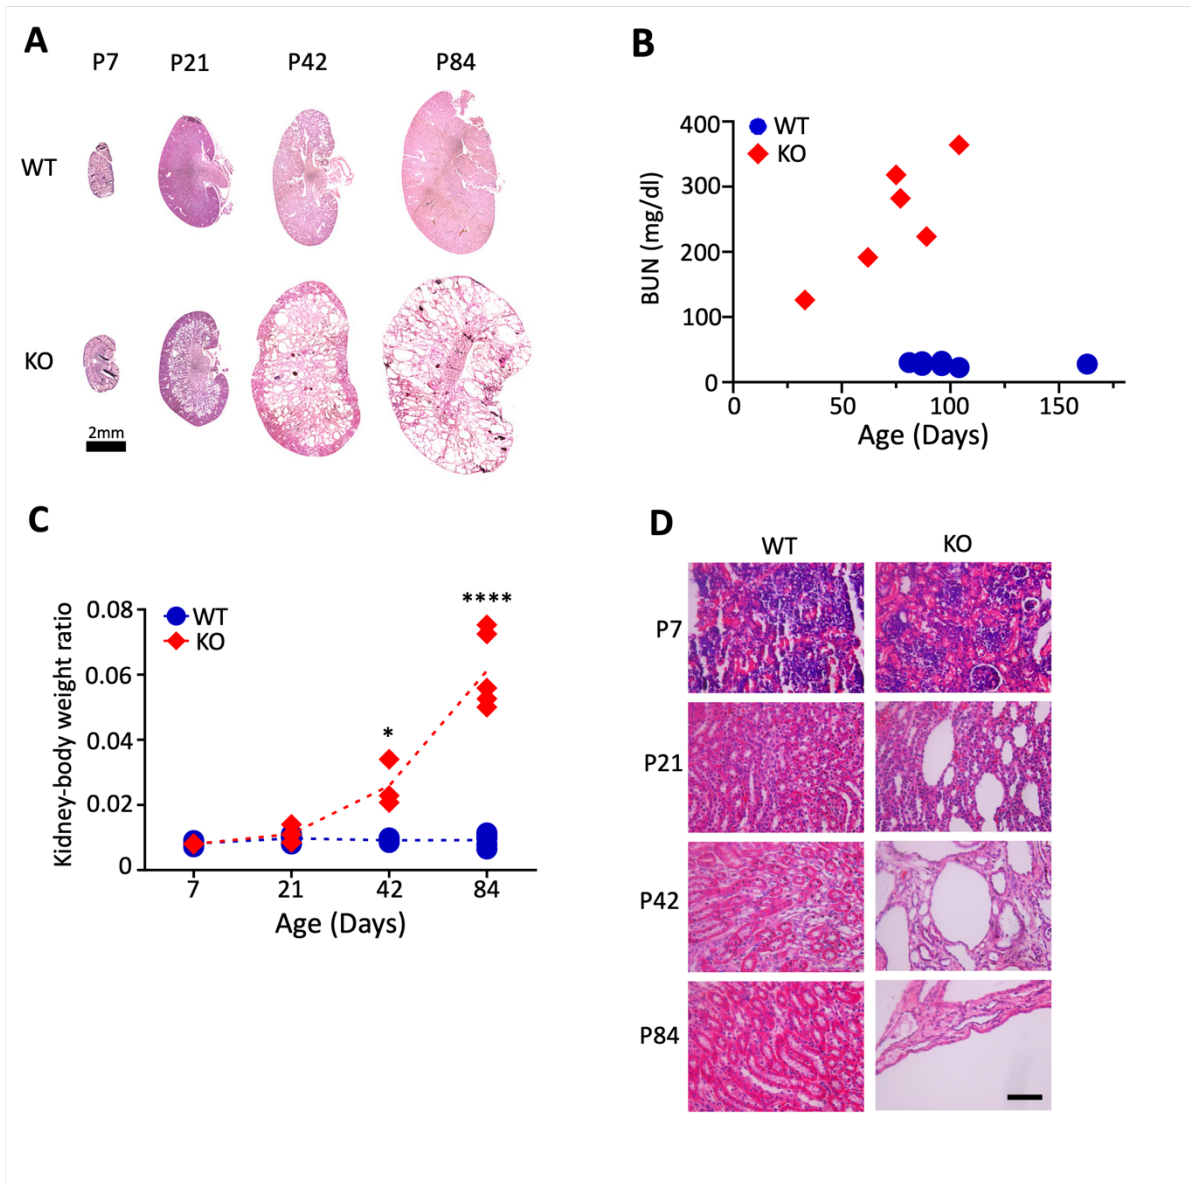 A
P7 P21 P42 P84
WT
KO
2mm
B
WT
KO
400
300
200
100
0
BUN (mg/dl)
0 50 100 150
Age (Days)
C
WT
KO
*
****
0.08
0.06
0.04
0.02
0
Kidney-body weight ratio
7 21 42 84
Age (Days)
D
WT KO
P7
P21
P42
P84